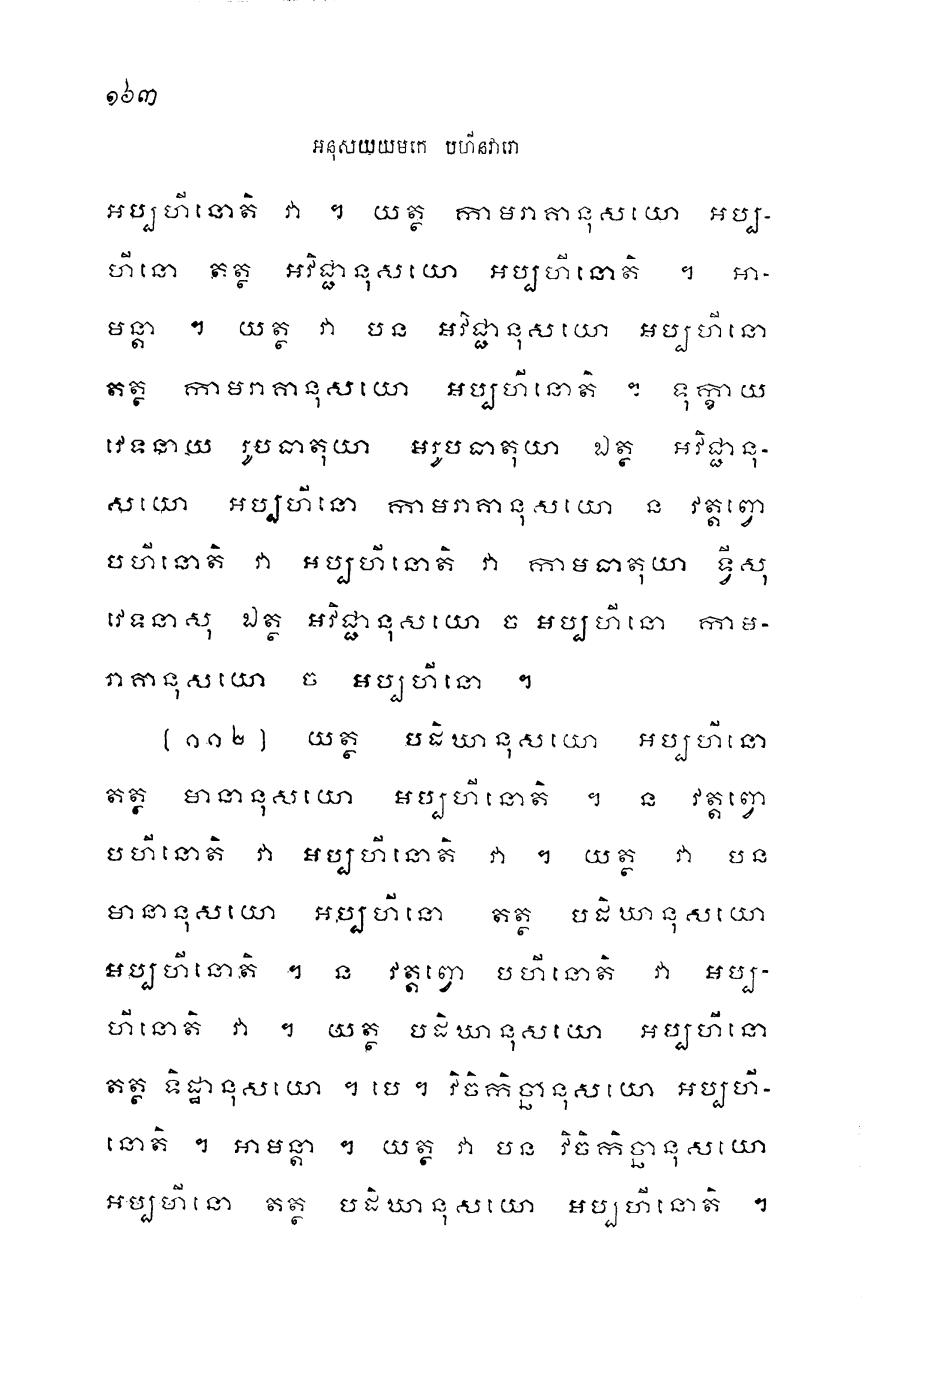 ១៦៣
អនុសយយមកេ បហីនវារោ
អប្បហីនោតិ វា ។ យត្ថ កាមរាគានុសយោ អប្ប-
ហីនោ តត្ថ អវិជ្ជានុសយោ អប្បហីនោតិ ។ អា-
មន្តា ។ យត្ថ វា បន អវិជ្ជានុសយោ អប្បហីនោ
តត្ថ កាមរាគានុសយោ អប្បហីនោតិ ។ ទុក្ខាយ
វេទនាយ រូបធាតុយា អរូបធាតុយា ឯត្ថ អវិជ្ជានុ-
សយោ អប្បហីនោ កាមរាគានុសយោ ន វត្តព្វោ
បហីនោតិ វា អប្បហីនោតិ វា កាមធាតុយា ទ្វីសុ
វេទនាសុ ឯត្ថ អវិជ្ជានុសយោ ច អប្បហីនោ កាម-
រាគានុសយោ ច អប្បហីនោ ។
[ ១១២ ] យត្ថ បដិឃានុសយោ អប្បហីនោ
តត្ថ មានានុសយោ អប្បហីនោតិ ។ ន វត្តព្វោ
បហីនោតិ វា អប្បហីនោតិ វា ។ យត្ថ វា បន
មានានុសយោ អប្បហីនោ តត្ថ បដិឃានុសយោ
អប្បហីនោតិ ។ ន វត្តព្វោ បហីនោតិ វា អប្ប-
ហីនោតិ វា ។ យត្ថ បដិឃានុសយោ អប្បហីនោ
តត្ថ ទិដ្ឋានុសយោ ។ បេ ។ វិចិកិច្ឆានុសយោ អប្បហី-
នោតិ ។ អាមន្តា ។ យត្ថ វា បន វិចិកិច្ឆានុសយោ
អប្បហីនោ តត្ថ បដិឃានុសយោ អប្បហីនោតិ ។